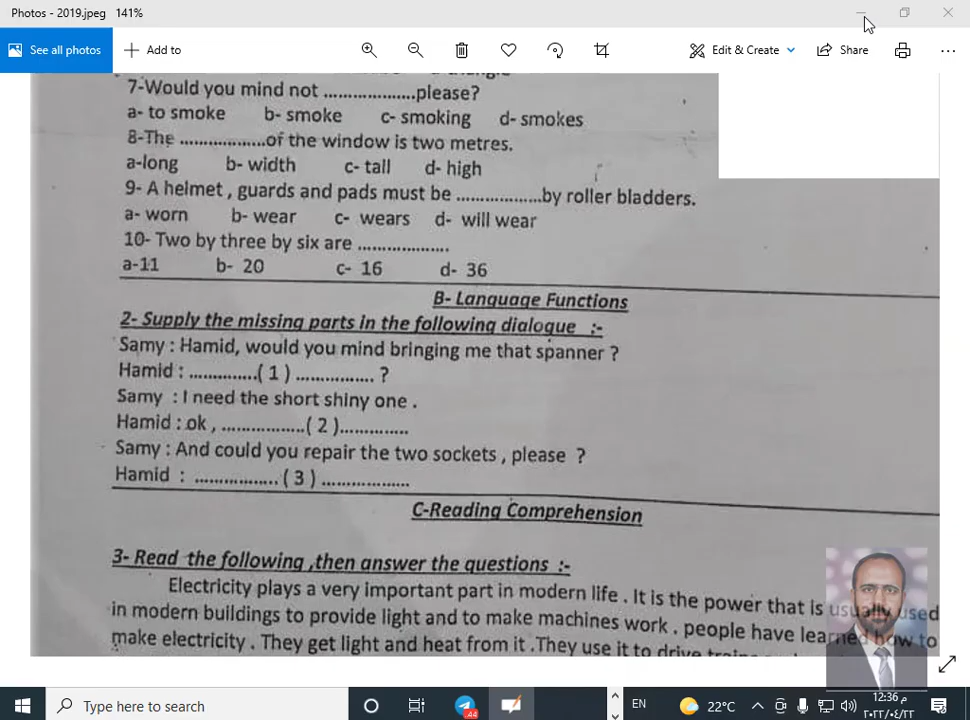 Photos - 2019.jpeg 141%
See all photos
Add to
Edit & Create
Share
7-Would you mind not ..................please?
a- to smoke b- smoke c- smoking d- smokes
8-The .................of the window is two metres.
a-long b- width c- tall d- high
9- A helmet , guards and pads must be .................by roller bladders.
a- worn b- wear c- wears d- will wear
10- Two by three by six are ..................
a-11 b- 20 c- 16 d- 36
B- Language Functions
2- Supply the missing parts in the following dialogue :-
Samy : Hamid, would you mind bringing me that spanner ?
Hamid : .............( 1 ) ............... ?
Samy : I need the short shiny one .
Hamid : ok , ................( 2 ).............
Samy : And could you repair the two sockets , please ?
Hamid : ................ ( 3 ) .................
C-Reading Comprehension
3- Read the following ,then answer the questions :-
Electricity plays a very important part in modern life . It is the power that is usually used
in modern buildings to provide light and to make machines work . people have learned how to
make electricity . They get light and heat from it .They use it to drive trains
Type here to search
44
EN
22°C
12:36 م
٢٠٢٢/٠٤/٢٢